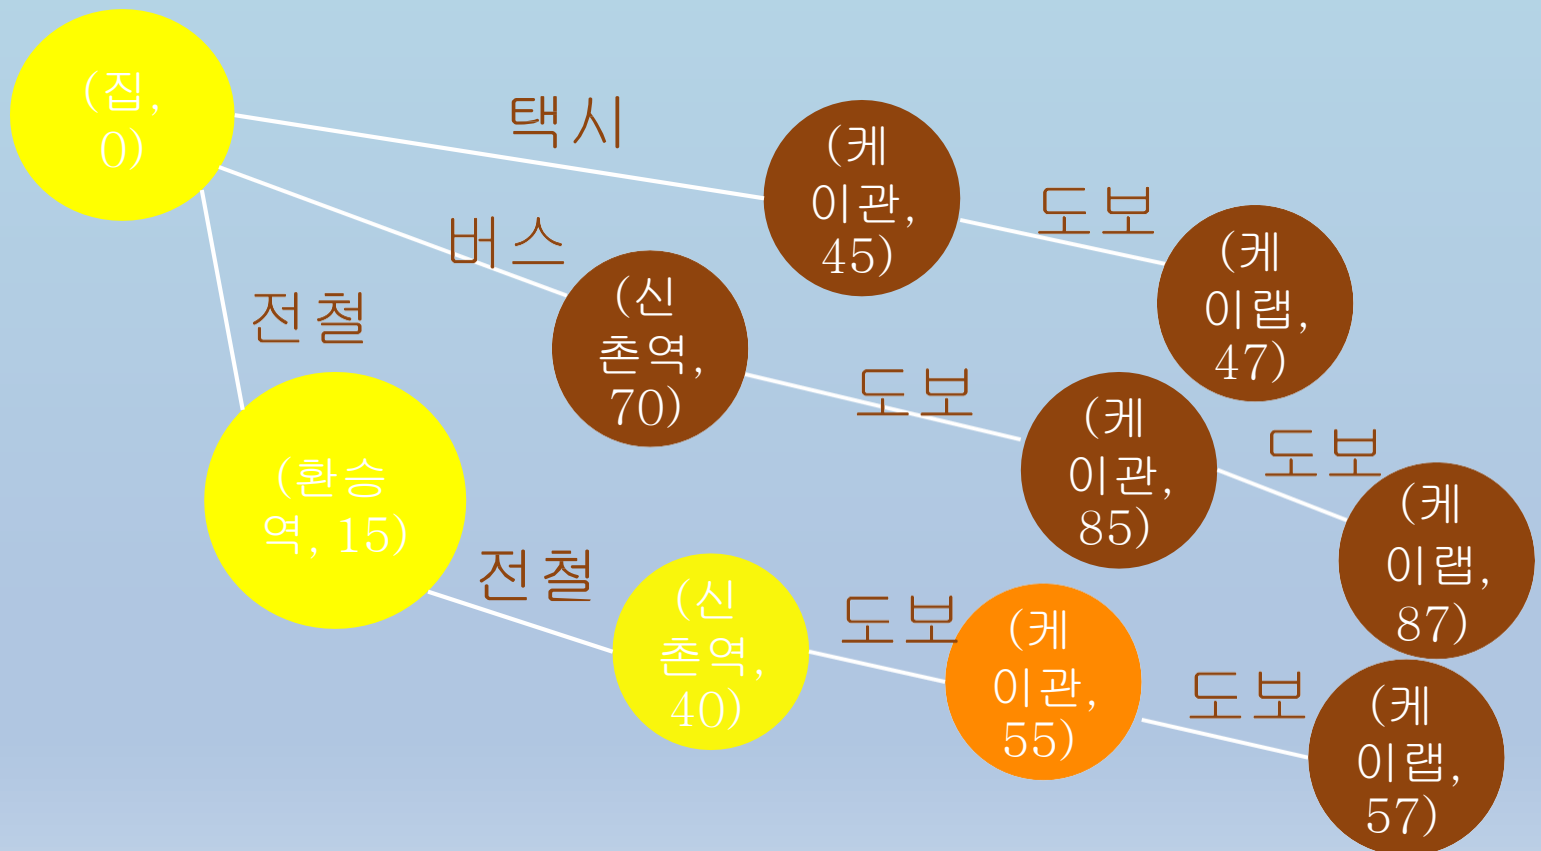 (집,
0)
택시
(케
이관,
45)
도보
(케
이랩,
47)
버스
(신
촌역,
70)
도보
(케
이관,
85)
도보
(케
이랩,
87)
전철
(환승
역, 15)
전철
(신
촌역,
40)
도보
(케
이관,
55)
도보
(케
이랩,
57)